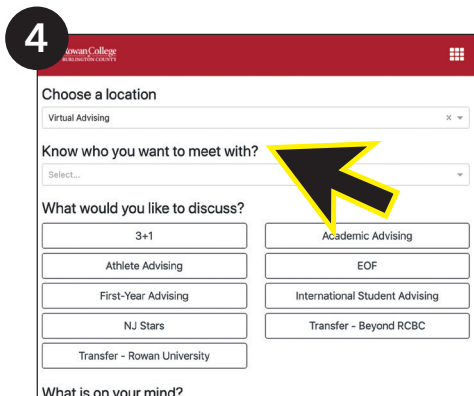 4
Rowan College
BURLINGTON COUNTY
Choose a location
Virtual Advising
Know who you want to meet with?
Select...
What would you like to discuss?
3+1
Academic Advising
Athlete Advising
EOF
First-Year Advising
International Student Advising
NJ Stars
Transfer - Beyond RCBC
Transfer - Rowan University
What is on your mind?